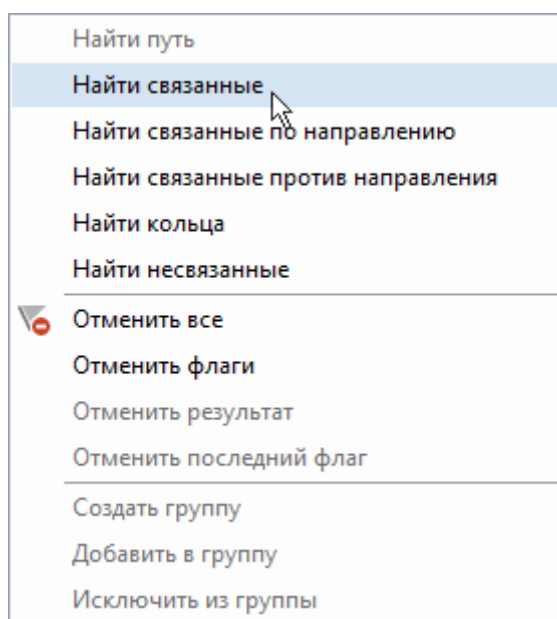 Найти путь
Найти связанные
Найти связанные по направлению
Найти связанные против направления
Найти кольца
Найти несвязанные
Отменить все
Отменить флаги
Отменить результат
Отменить последний флаг
Создать группу
Добавить в группу
Исключить из группы